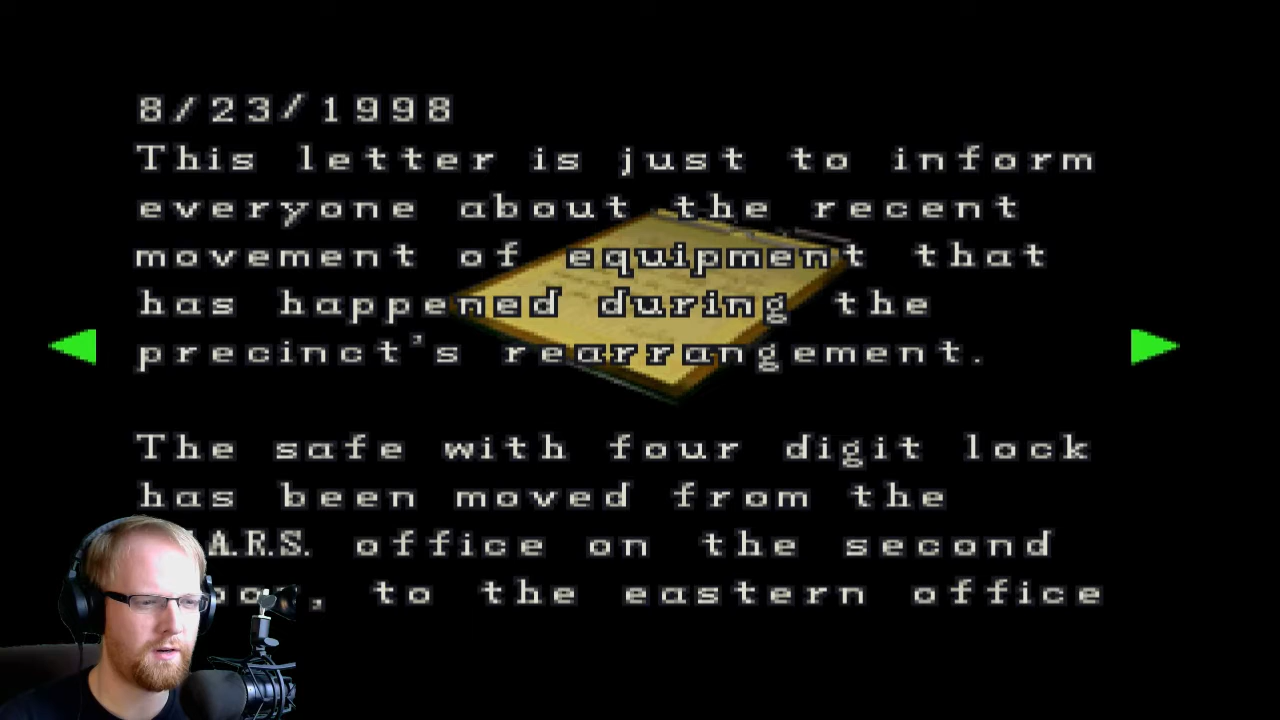 8/23/1998
This letter is just to inform
everyone about the recent
movement of equipment that
has happened during the
precinct's rearrangement.
The safe with four digit lock
has been moved from the
A.R.S. office on the second
, to the eastern office